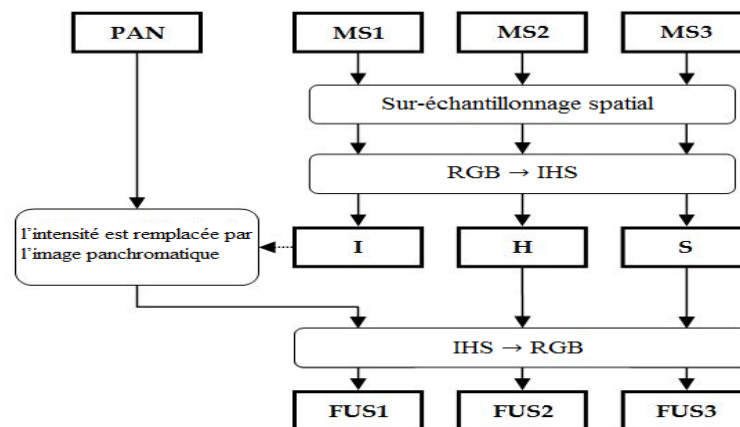 PAN
MS1
MS2
MS3
Sur-échantillonnage spatial
RGB → IHS
l'intensité est remplacée par
l'image panchromatique
I
H
S
IHS → RGB
FUS1
FUS2
FUS3